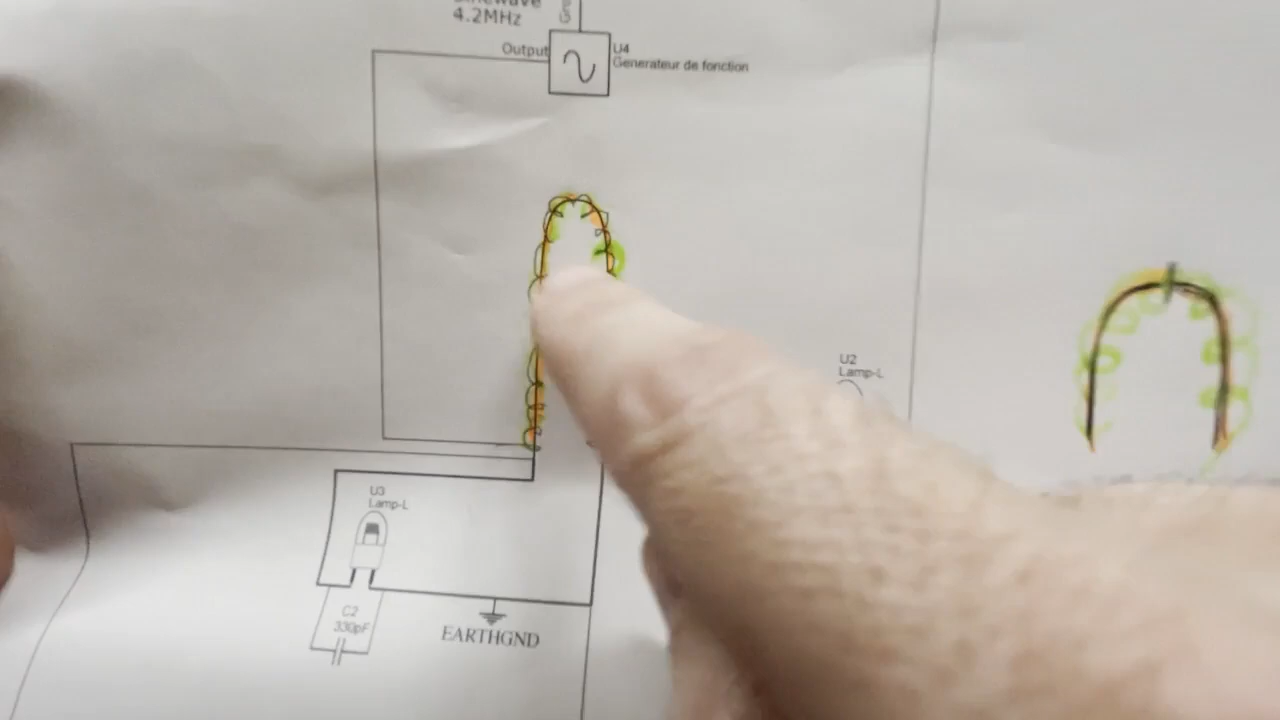 4.2MHz
Output
U4
Generateur de fonction
U2
Lamp-L
U3
Lamp-L
C2
330pF
EARTHGND